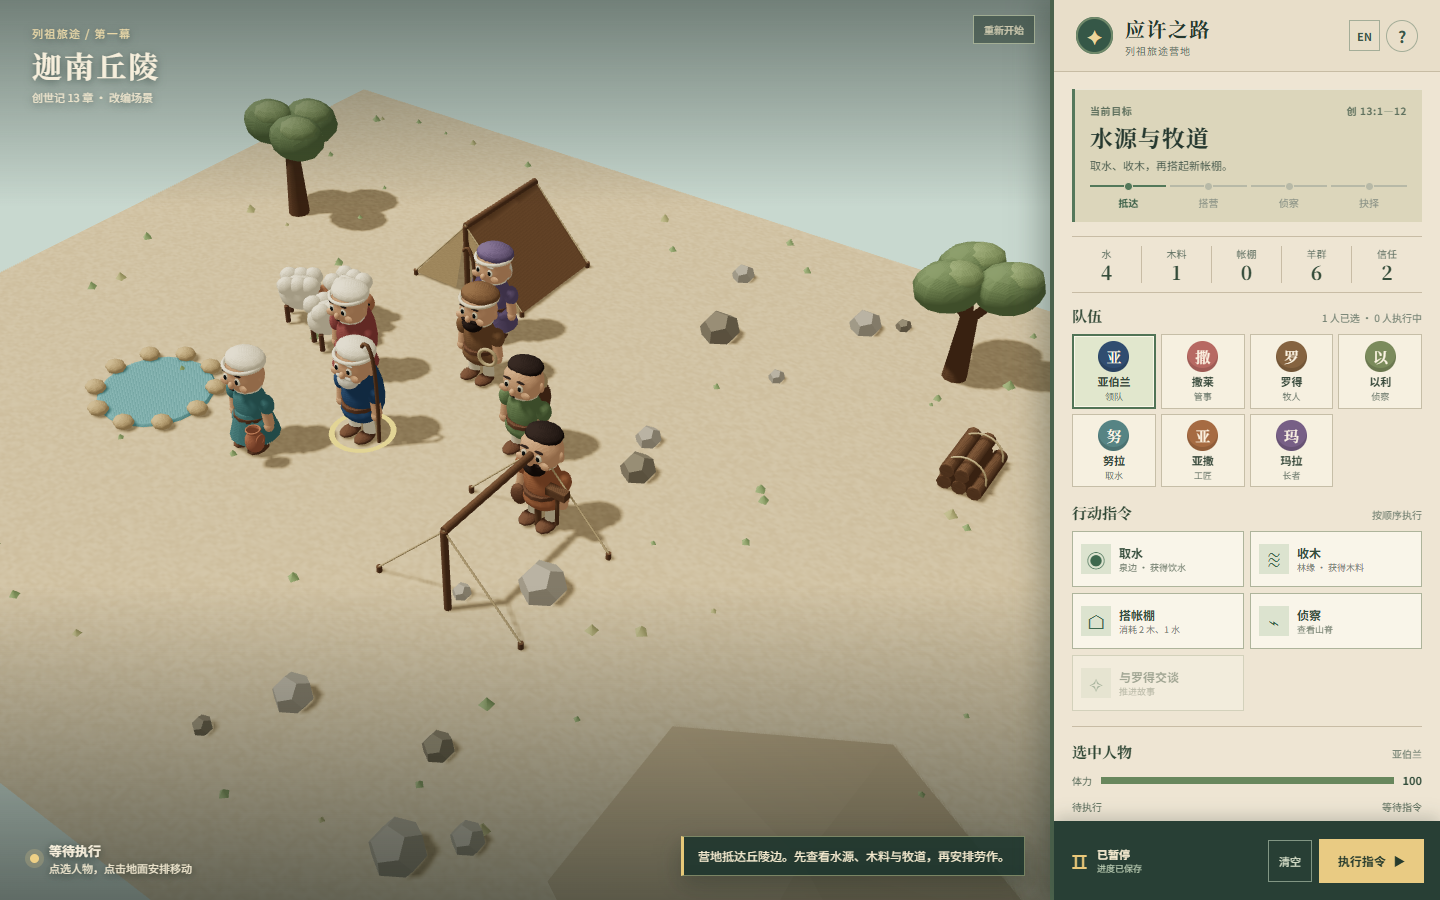 列祖旅途 / 第一幕
迦南丘陵
创世记 13 章 · 改编场景
重新开始
等待执行
点选人物，点击地面安排移动
营地抵达丘陵边。先查看水源、木料与牧道，再安排劳作。
应许之路
列祖旅途营地
EN
?
当前目标
创 13:1—12
水源与牧道
取水、收木，再搭起新帐棚。
抵达 搭营 侦察 抉择
水 木料 帐棚 羊群 信任
4 1 0 6 2
队伍
1 人已选 · 0 人执行中
亚 撒 罗 以
亚伯兰 撒莱 罗得 以利
领队 管事 牧人 侦察
努 亚 玛
努拉 亚撒 玛拉
取水 工匠 长者
行动指令
按顺序执行
取水
泉边 · 获得饮水
收木
林缘 · 获得木料
搭帐棚
消耗 2 木、1 水
侦察
查看山脊
与罗得交谈
推进故事
选中人物
亚伯兰
体力 100
待执行
等待指令
已暂停
进度已保存
清空
执行指令